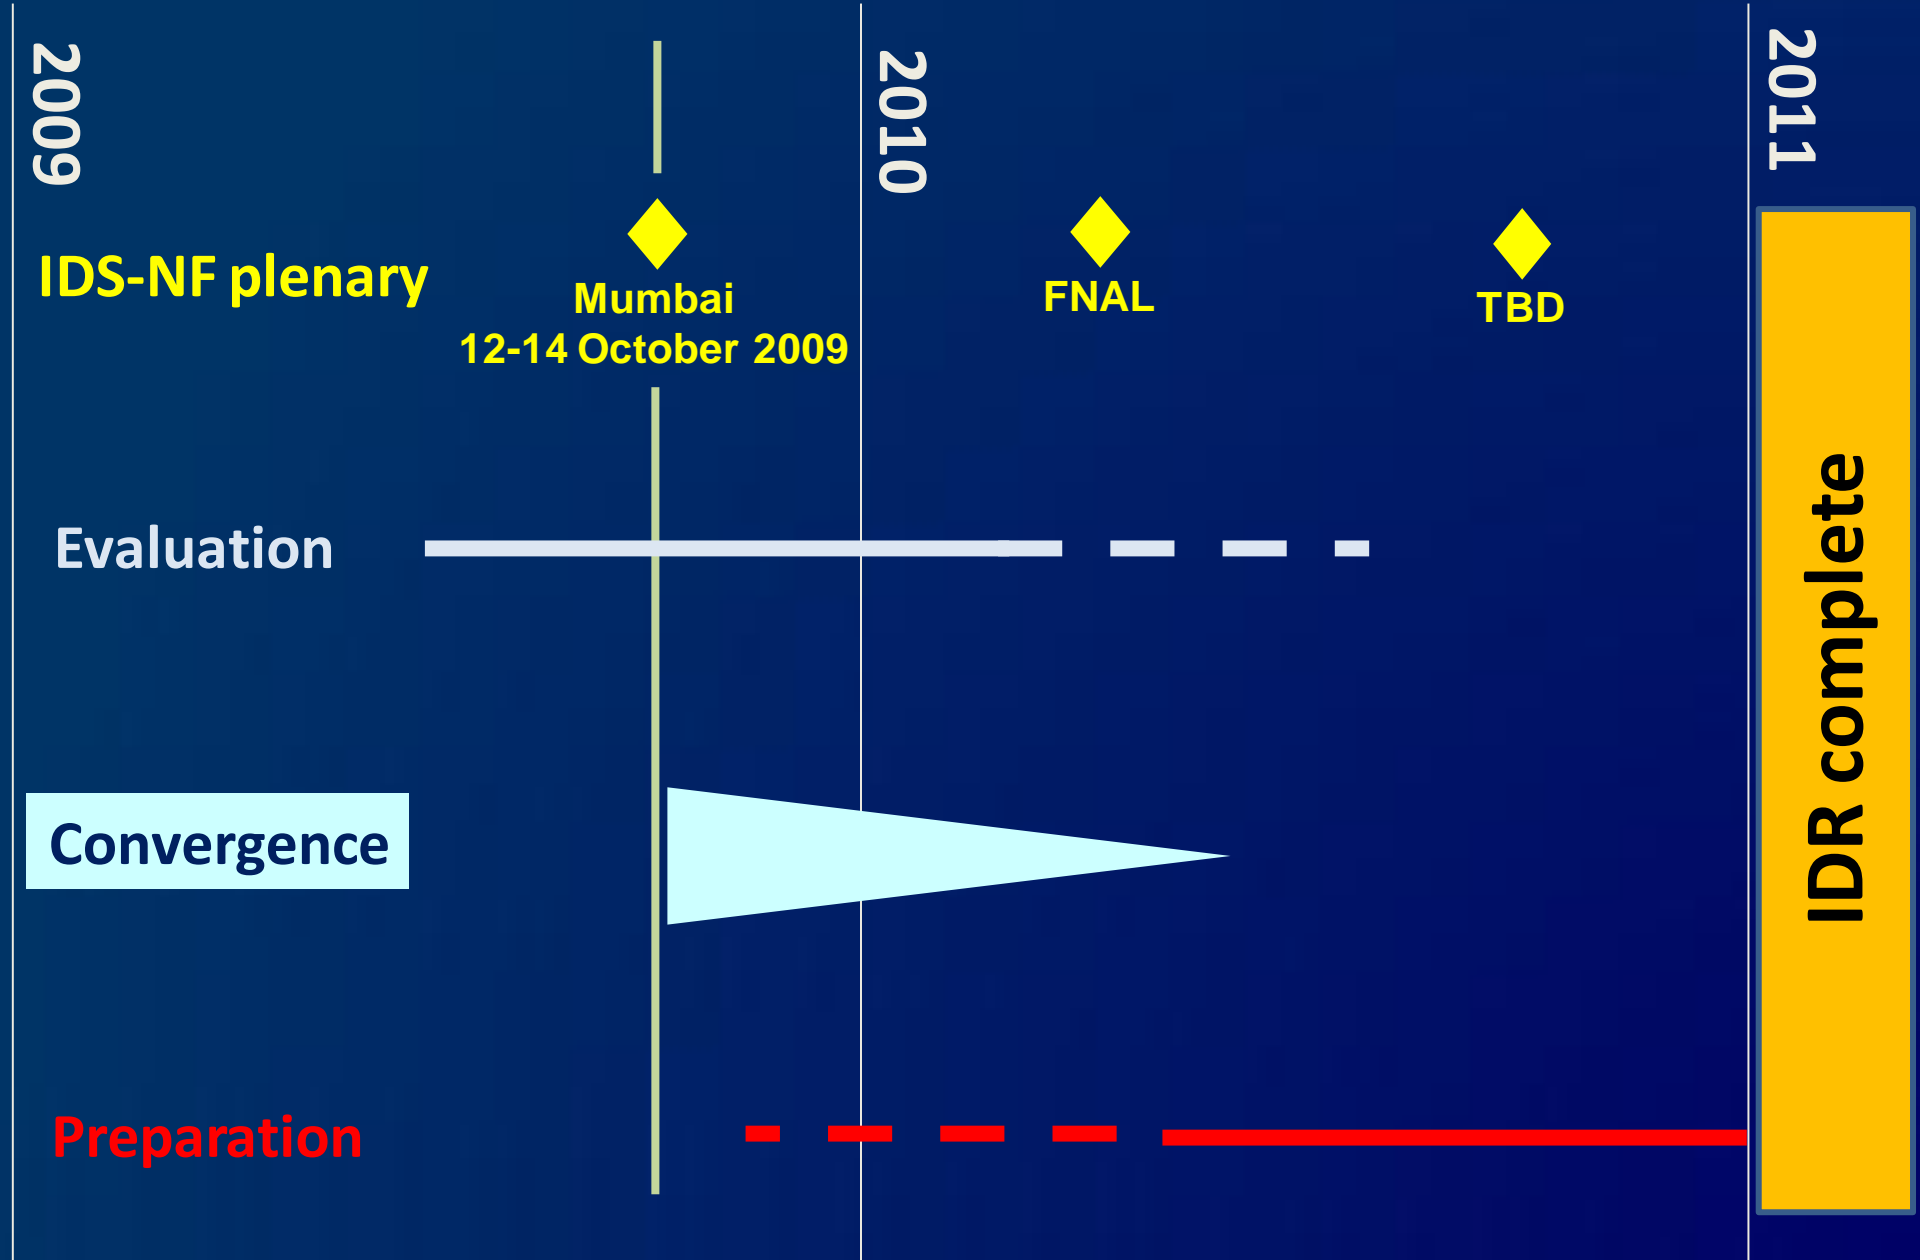 2009
2010
2011
IDS-NF plenary
Mumbai
12-14 October 2009
FNAL
TBD
Evaluation
Convergence
Preparation
IDR complete